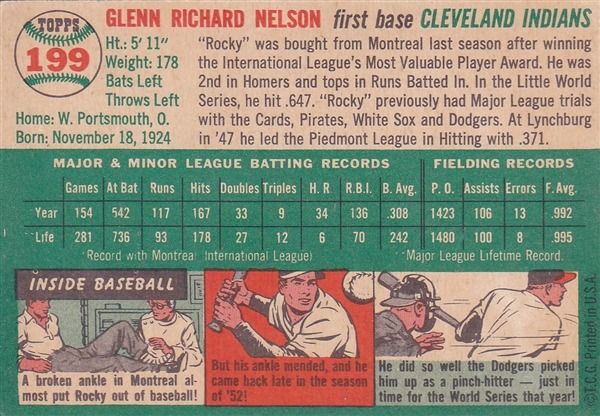 TOPPS
199
GLENN RICHARD NELSON first base CLEVELAND INDIANS
Ht.: 5' 11"
Weight: 178
Bats Left
Throws Left
Home: W. Portsmouth, O.
Born: November 18, 1924
"Rocky" was bought from Montreal last season after winning
the International League's Most Valuable Player Award. He was
2nd in Homers and tops in Runs Batted In. In the Little World
Series, he hit .647. "Rocky" previously had Major League trials
with the Cards, Pirates, White Sox and Dodgers. At Lynchburg
in '47 he led the Piedmont League in Hitting with .371.
MAJOR & MINOR LEAGUE BATTING RECORDS FIELDING RECORDS
Games At Bat Runs Hits Doubles Triples H. R. R.B.I. B. Avg. P. O. Assists Errors F. Avg.
Year 154 542 117 167 33 9 34 136 .308 1423 106 13 .992
Life 281 736 93 178 27 12 6 70 .242 1480 100 8 .995
(Record with Montreal International League) (Major League Lifetime Record.
INSIDE BASEBALL
A broken ankle in Montreal al-
most put Rocky out of baseball!
But his ankle mended, and he
came back late in the season
of '52!
He did so well the Dodgers picked
him up as a pinch-hitter — just in
time for the World Series that year!
©T.C.G. Printed in U.S.A.